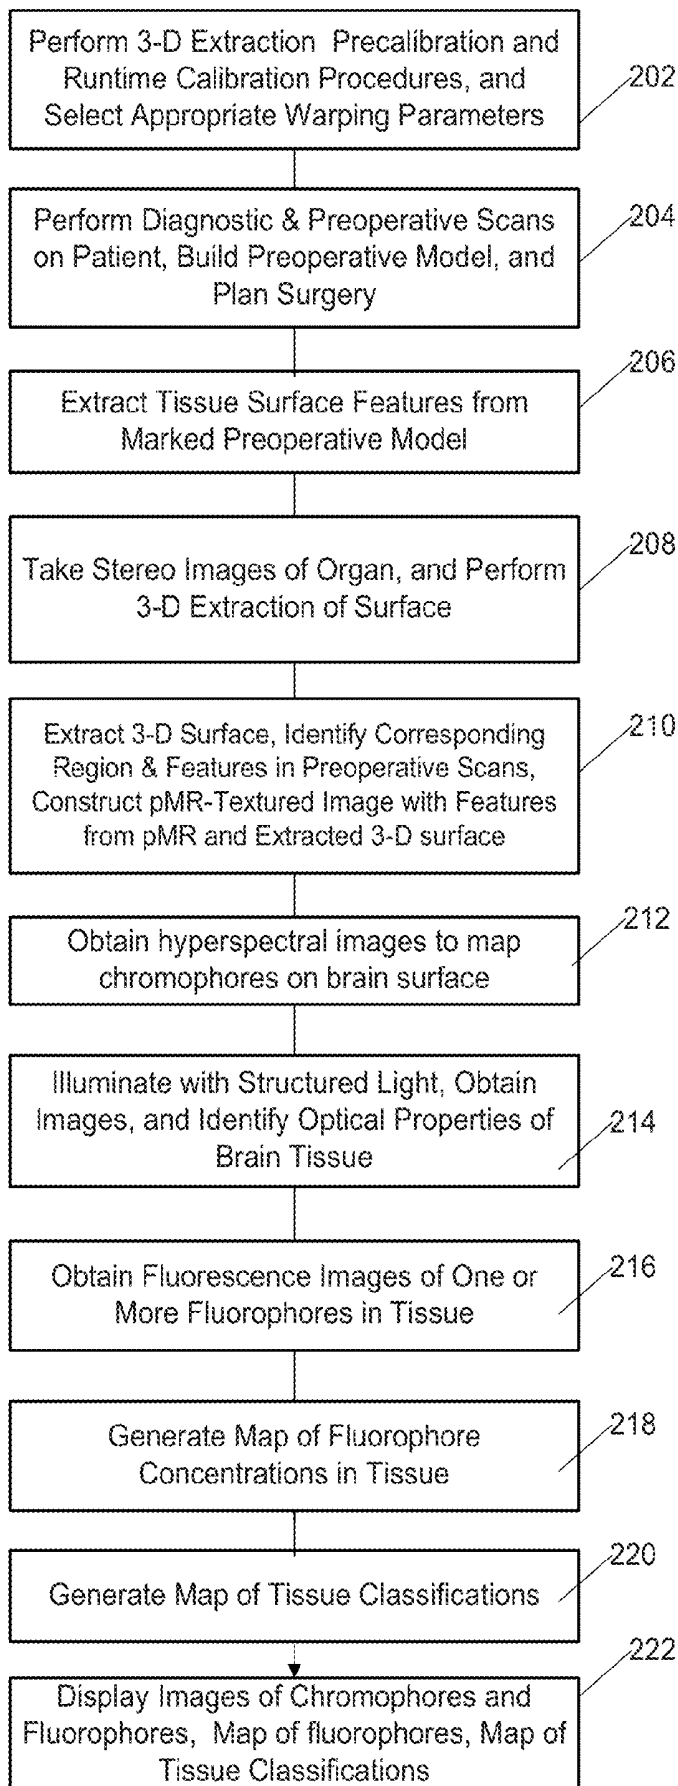 Perform 3-D Extraction Precalibration and
Runtime Calibration Procedures, and
Select Appropriate Warping Parameters
202
Perform Diagnostic & Preoperative Scans
on Patient, Build Preoperative Model, and
Plan Surgery
204
Extract Tissue Surface Features from
Marked Preoperative Model
206
Take Stereo Images of Organ, and Perform
3-D Extraction of Surface
208
Extract 3-D Surface, Identify Corresponding
Region & Features in Preoperative Scans,
Construct pMR-Textured Image with Features
from pMR and Extracted 3-D surface
210
Obtain hyperspectral images to map
chromophores on brain surface
212
Illuminate with Structured Light, Obtain
Images, and Identify Optical Properties of
Brain Tissue
214
Obtain Fluorescence Images of One or
More Fluorophores in Tissue
216
Generate Map of Fluorophore
Concentrations in Tissue
218
Generate Map of Tissue Classifications
220
Display Images of Chromophores and
Fluorophores, Map of fluorophores, Map of
Tissue Classifications
222